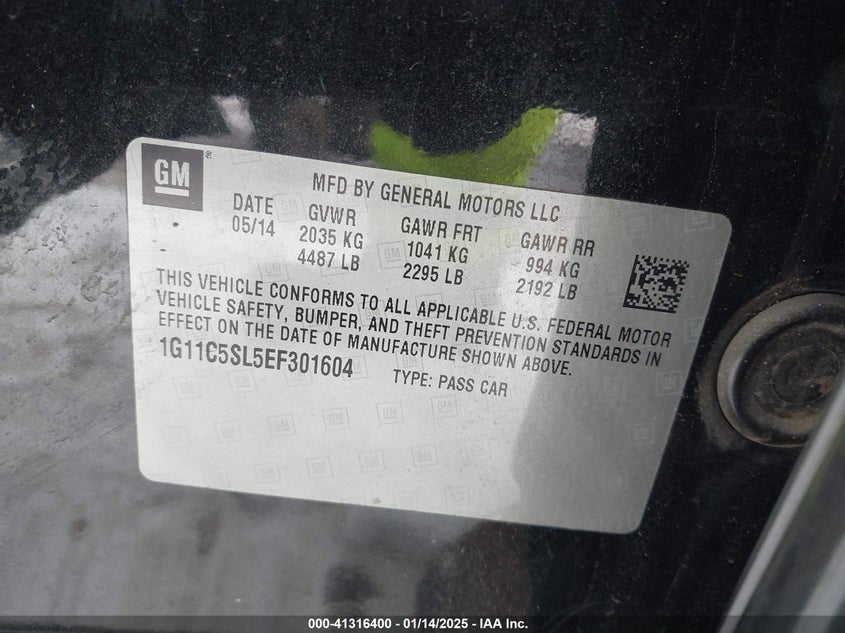 GM ®
MFD BY GENERAL MOTORS LLC
DATE GVWR GAWR FRT GAWR RR
05/14 2035 KG 1041 KG 994 KG
4487 LB 2295 LB 2192 LB
THIS VEHICLE CONFORMS TO ALL APPLICABLE U.S. FEDERAL MOTOR
VEHICLE SAFETY, BUMPER, AND THEFT PREVENTION STANDARDS IN
EFFECT ON THE DATE OF MANUFACTURE SHOWN ABOVE.
1G11C5SL5EF301604 TYPE: PASS CAR
000-41316400 - 01/14/2025 - IAA Inc.